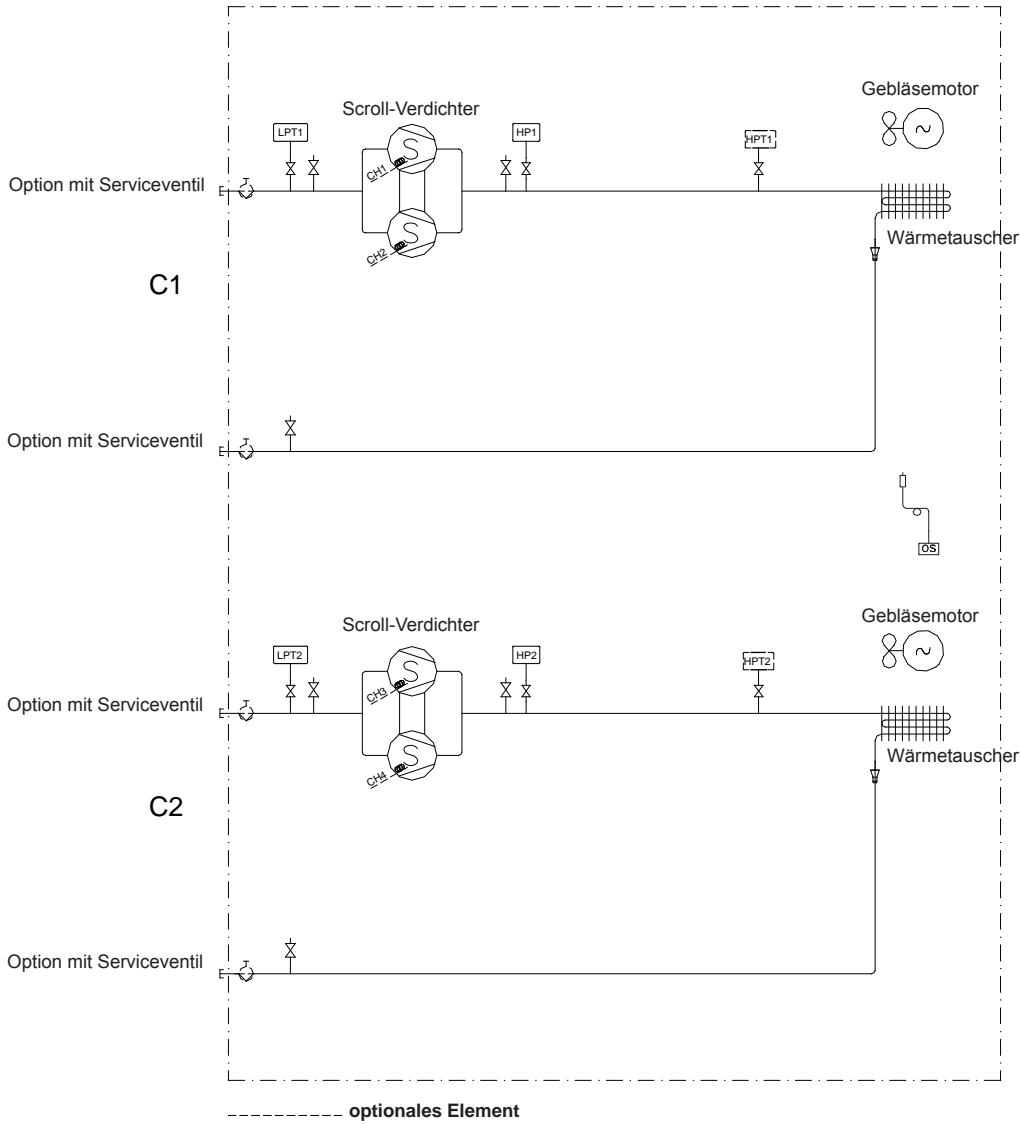 Gebläsemotor
Scroll-Verdichter
LPT1
HP1
HPT1
CH1
Option mit Serviceventil
CH2
Wärmetauscher
C1
Option mit Serviceventil
OS
Gebläsemotor
Scroll-Verdichter
LPT2
HP2
HPT2
CH3
Option mit Serviceventil
CH4
Wärmetauscher
C2
Option mit Serviceventil
optionales Element